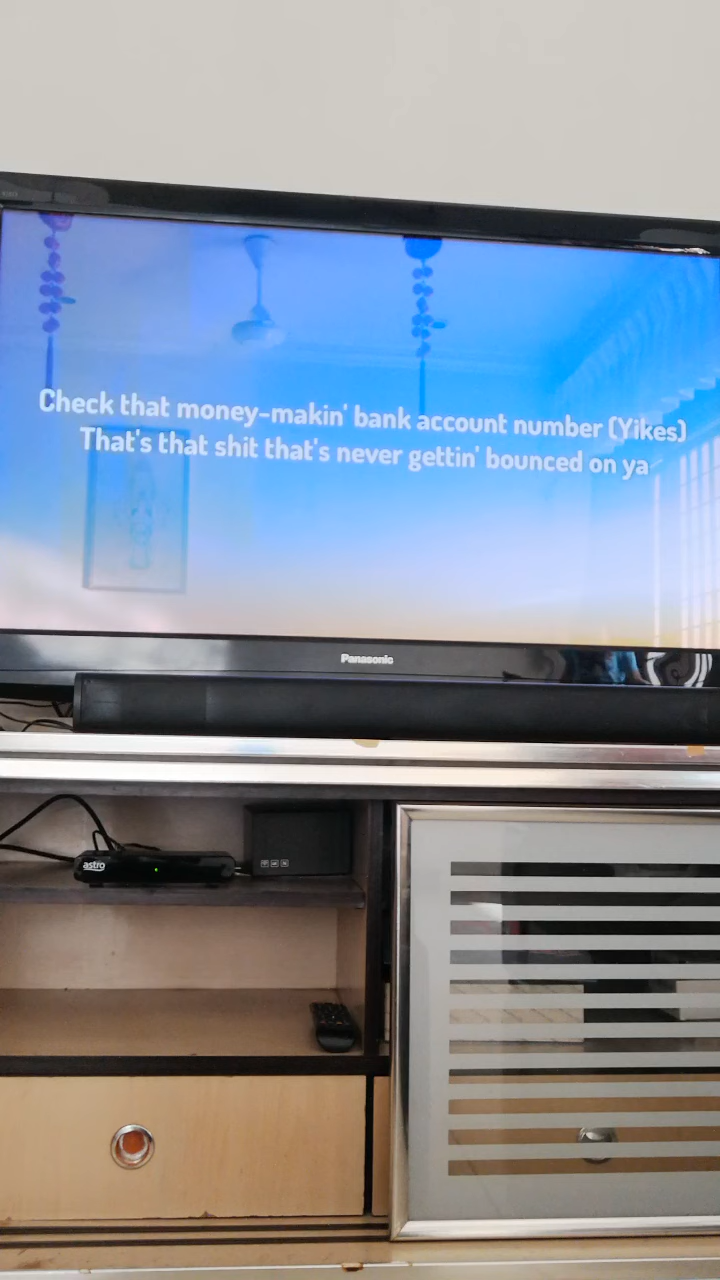 Check that money-makin' bank account number (Yikes)
That's that shit that's never gettin' bounced on ya
Panasonic
astro